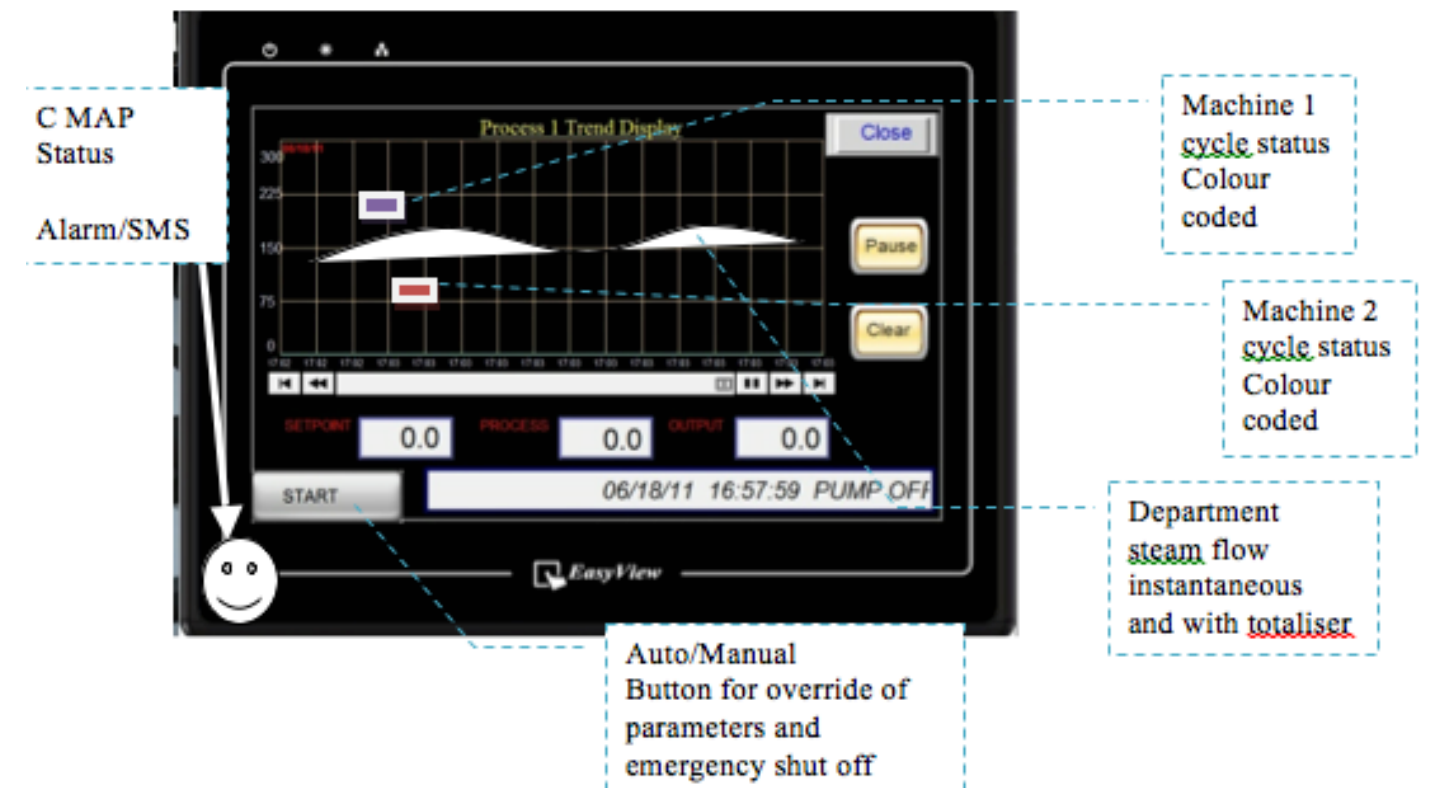 C MAP
Status
Alarm/SMS
Process 1 Trend Display
Close
300
225
150
75
0
Pause
Clear
SETPOINT
0.0
PROCESS
0.0
OUTPUT
0.0
START
06/18/11 16:57:59 PUMP OFF
EasyView
Machine 1
cycle status
Colour
coded
Machine 2
cycle status
Colour
coded
Department
steam flow
instantaneous
and with totaliser
Auto/Manual
Button for override of
parameters and
emergency shut off